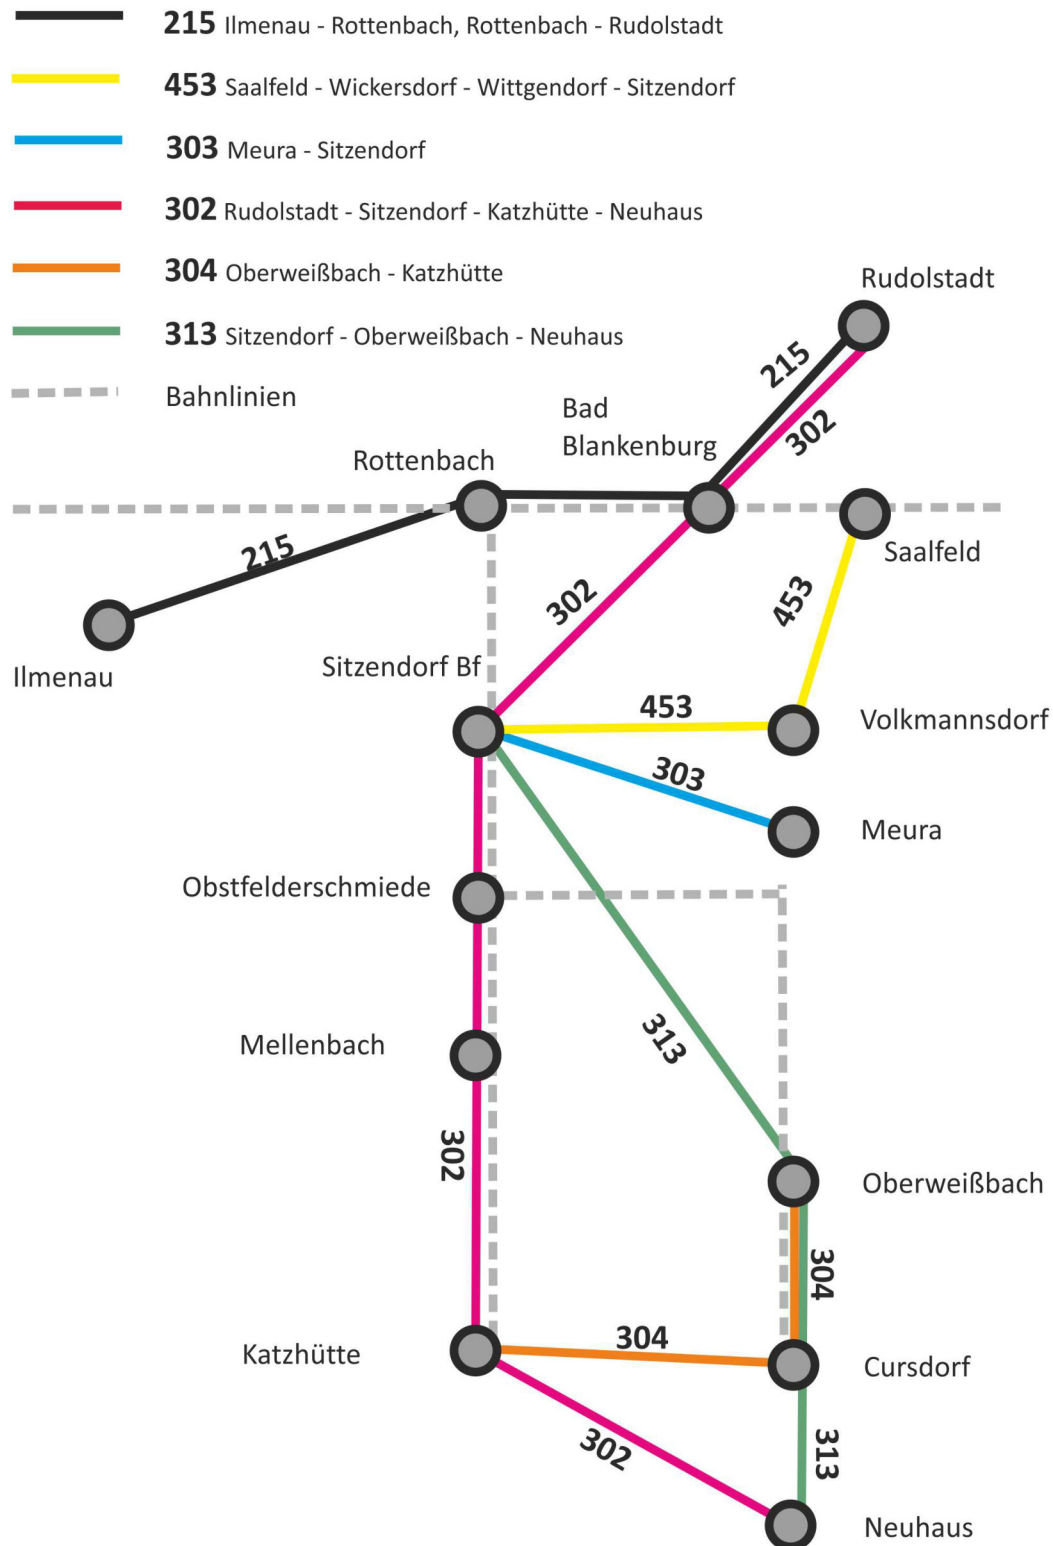 215 Ilmenau - Rottenbach, Rottenbach - Rudolstadt
453 Saalfeld - Wickersdorf - Wittgendorf - Sitzendorf
303 Meura - Sitzendorf
302 Rudolstadt - Sitzendorf - Katzhütte - Neuhaus
304 Oberweißbach - Katzhütte
313 Sitzendorf - Oberweißbach - Neuhaus
Bahnlinien
Rudolstadt
215
302
Bad
Blankenburg
Rottenbach
215
Saalfeld
453
302
Ilmenau
Sitzendorf Bf
453
Volkmannsdorf
303
Meura
Obstfelderschmiede
313
Mellenbach
302
Oberweißbach
304
304
Katzhütte
Cursdorf
302
313
Neuhaus